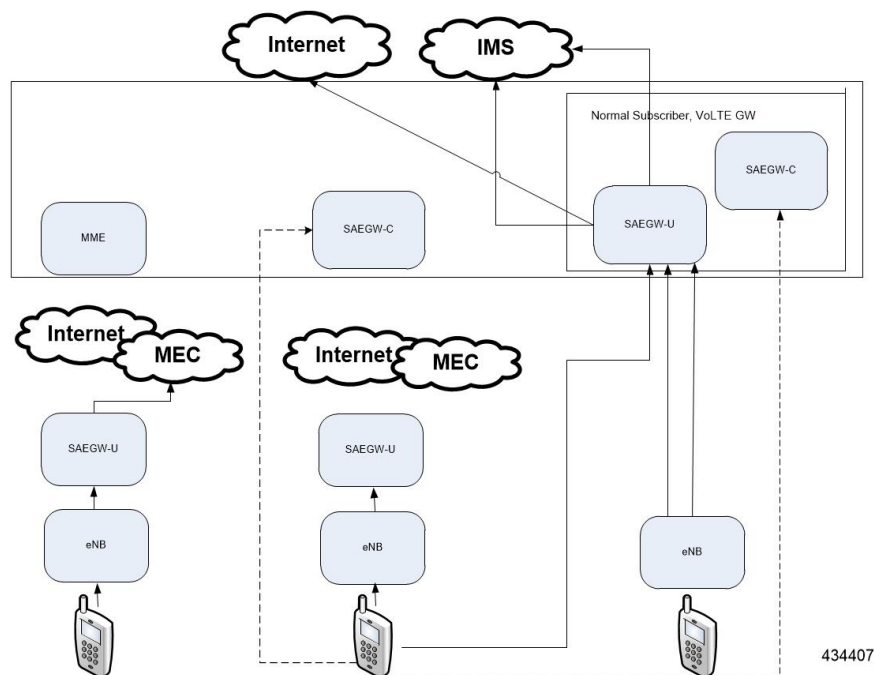 Internet
IMS
Normal Subscriber, VoLTE GW
SAEGW-C
MME
SAEGW-C
SAEGW-U
Internet
MEC
Internet
MEC
SAEGW-U
SAEGW-U
eNB
eNB
eNB
434407